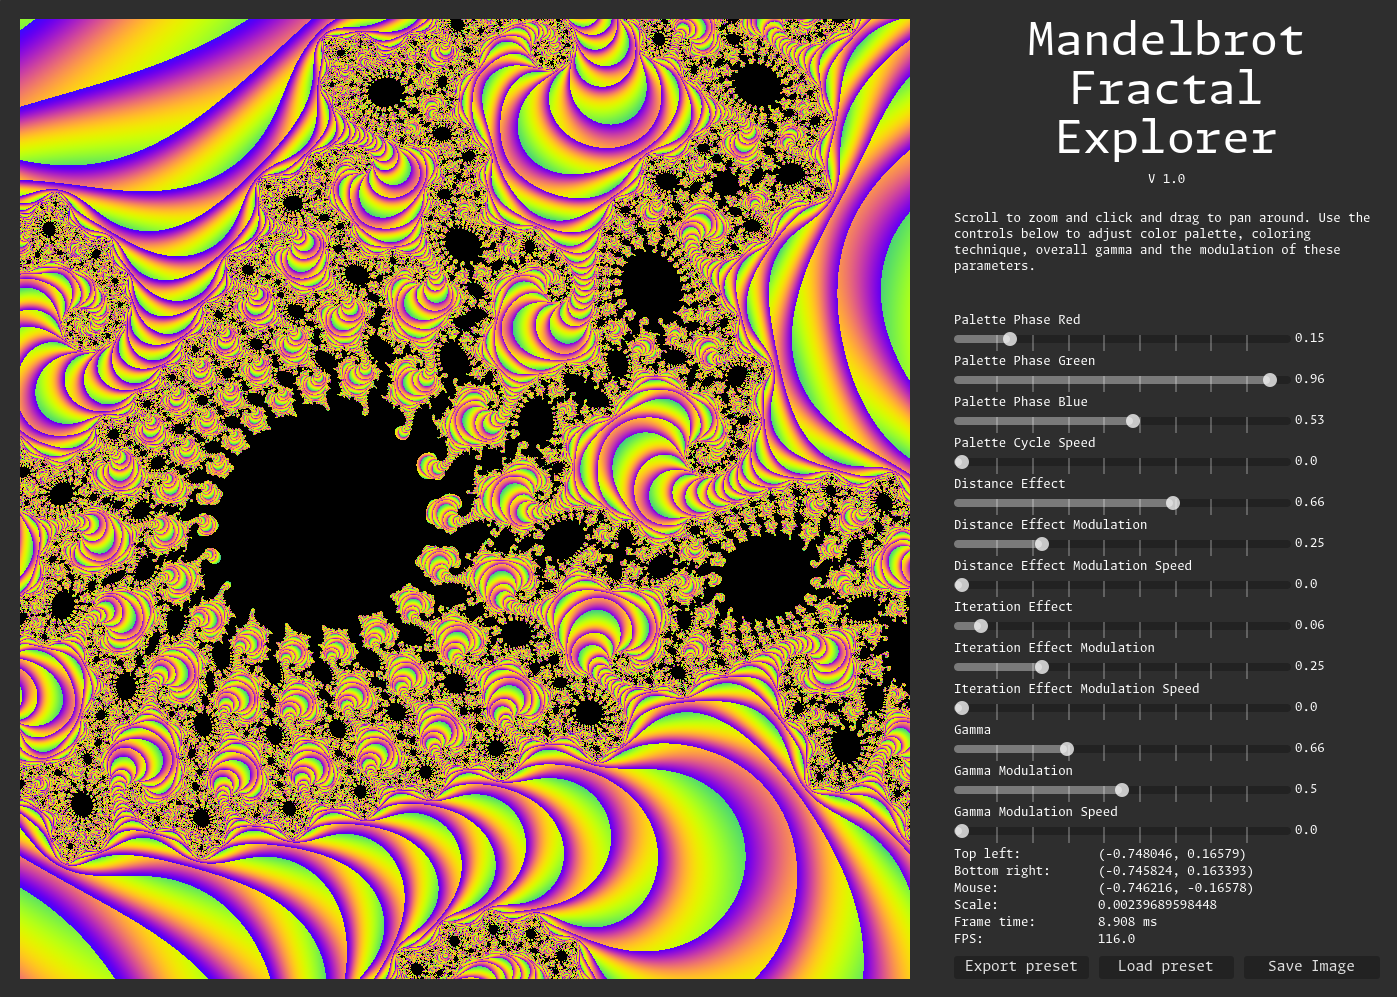 Mandelbrot
Fractal
Explorer
V 1.0
Scroll to zoom and click and drag to pan around. Use the
controls below to adjust color palette, coloring
technique, overall gamma and the modulation of these
parameters.
Palette Phase Red
0.15
Palette Phase Green
0.96
Palette Phase Blue
0.53
Palette Cycle Speed
0.0
Distance Effect
0.66
Distance Effect Modulation
0.25
Distance Effect Modulation Speed
0.0
Iteration Effect
0.06
Iteration Effect Modulation
0.25
Iteration Effect Modulation Speed
0.0
Gamma
0.66
Gamma Modulation
0.5
Gamma Modulation Speed
0.0
Top left: (-0.748046, 0.16579)
Bottom right: (-0.745824, 0.163393)
Mouse: (-0.746216, -0.16578)
Scale: 0.00239689598448
Frame time: 8.908 ms
FPS: 116.0
Export preset Load preset Save Image